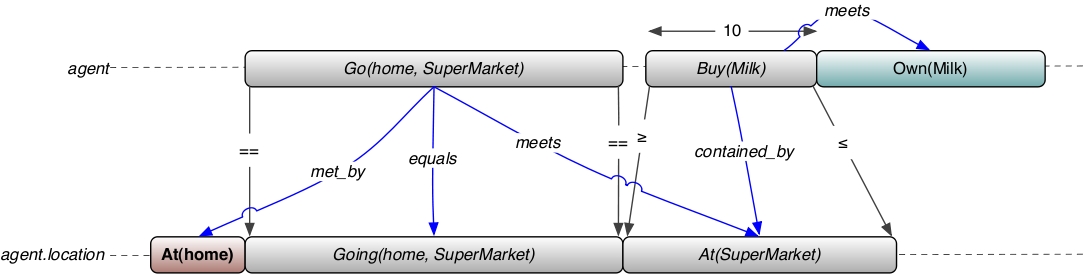 meets
10
agent
Go(home, SuperMarket)
Buy(Milk)
Own(Milk)
==
met_by
equals
meets
==
≥
contained_by
≤
agent.location
At(home)
Going(home, SuperMarket)
At(SuperMarket)